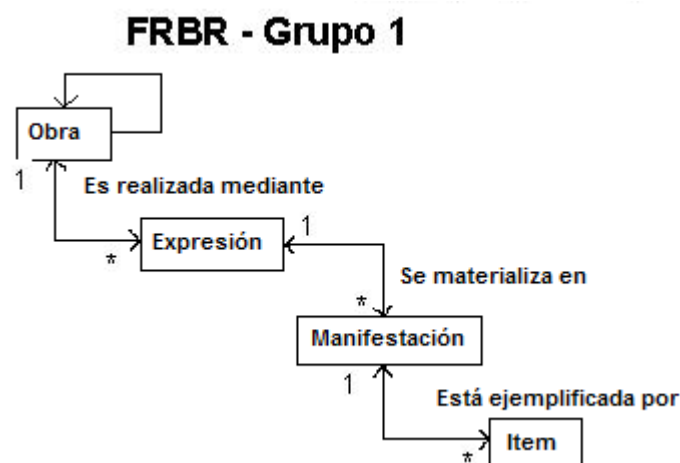 FRBR - Grupo 1
Obra
1
Es realizada mediante
*
Expresión
1
Se materializa en
*
Manifestación
1
Está ejemplificada por
*
Item